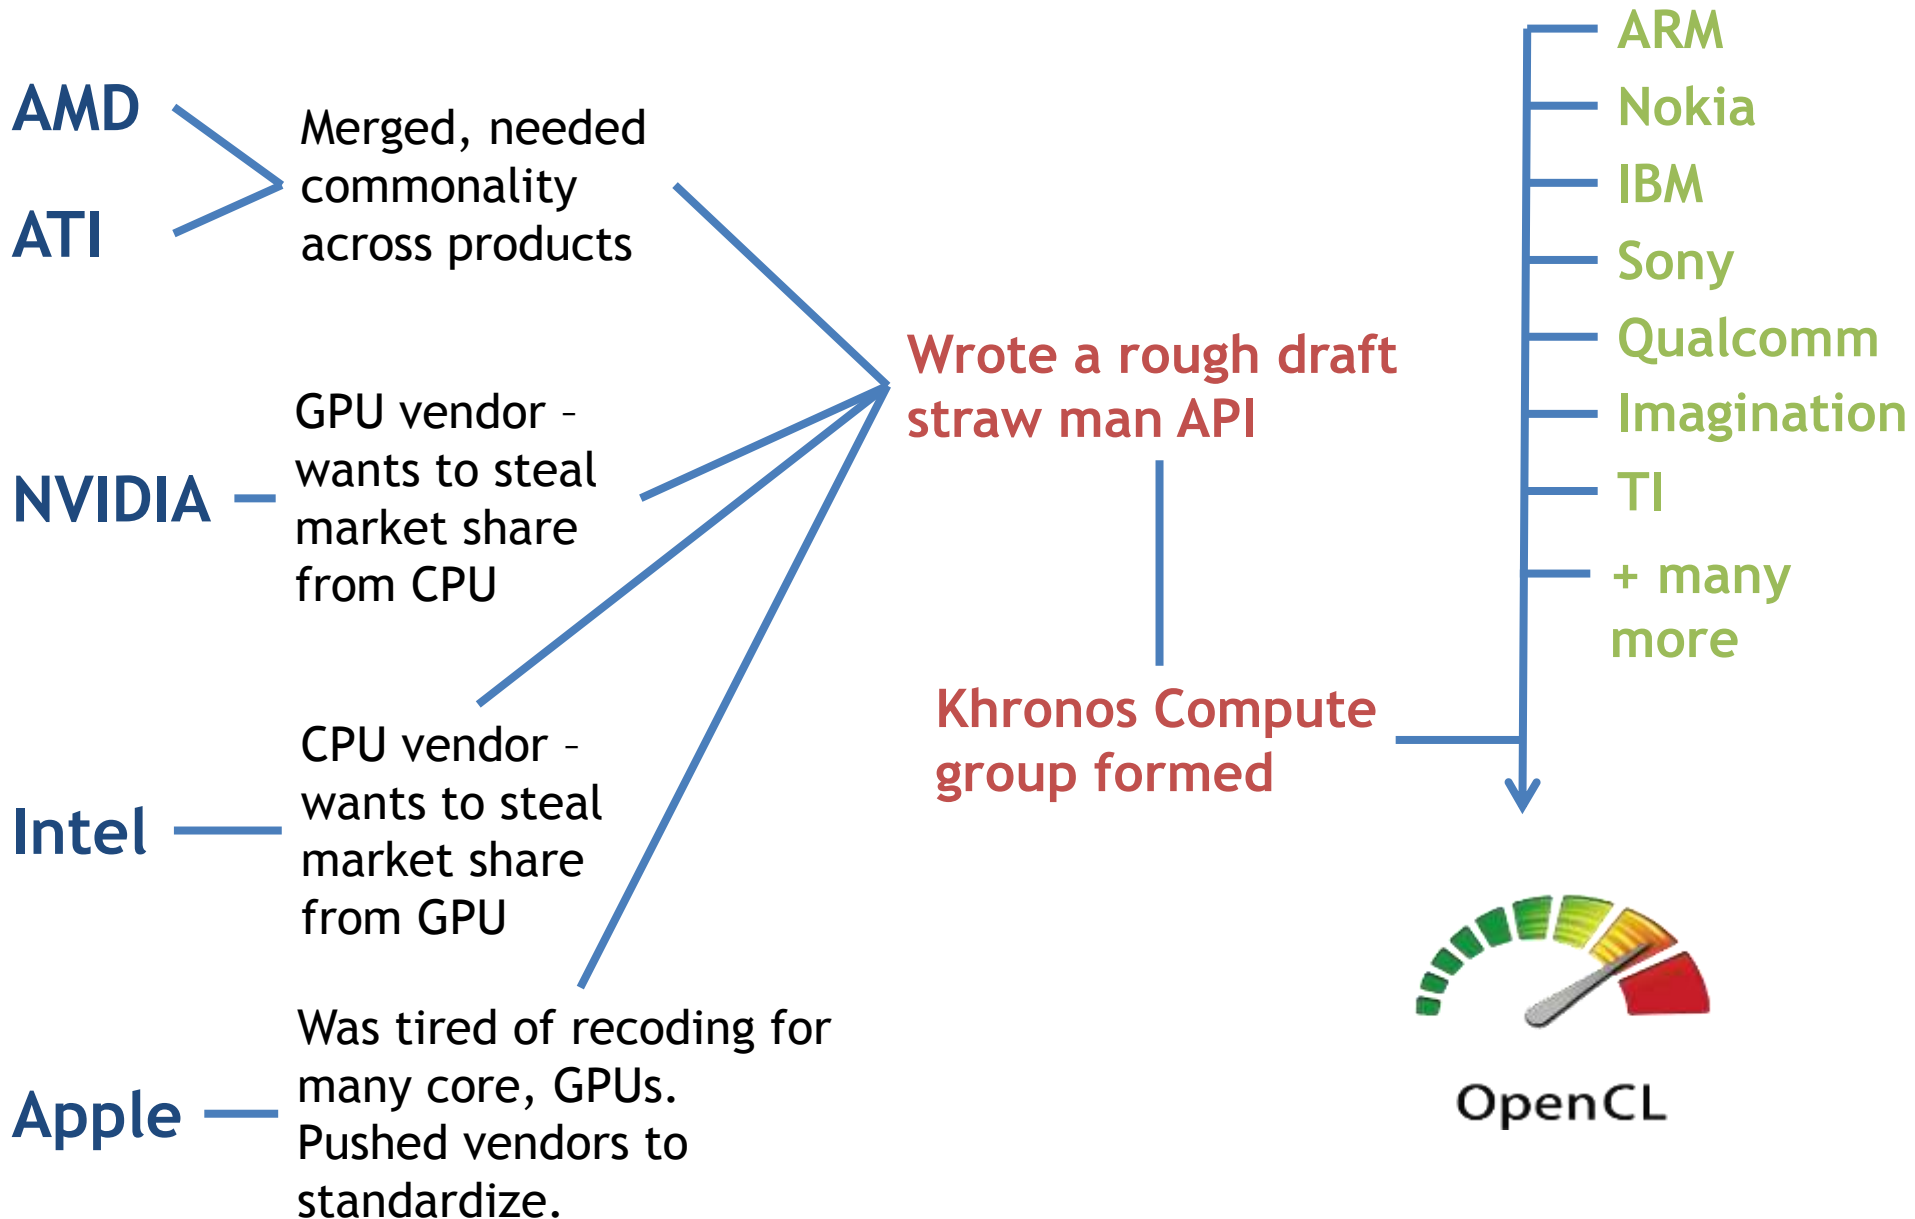 AMD
ATI
Merged, needed
commonality
across products
NVIDIA
GPU vendor –
wants to steal
market share
from CPU
Intel
CPU vendor –
wants to steal
market share
from GPU
Apple
Was tired of recoding for
many core, GPUs.
Pushed vendors to
standardize.
Wrote a rough draft
straw man API
Khronos Compute
group formed
ARM
Nokia
IBM
Sony
Qualcomm
Imagination
TI
+ many
more
OpenCL